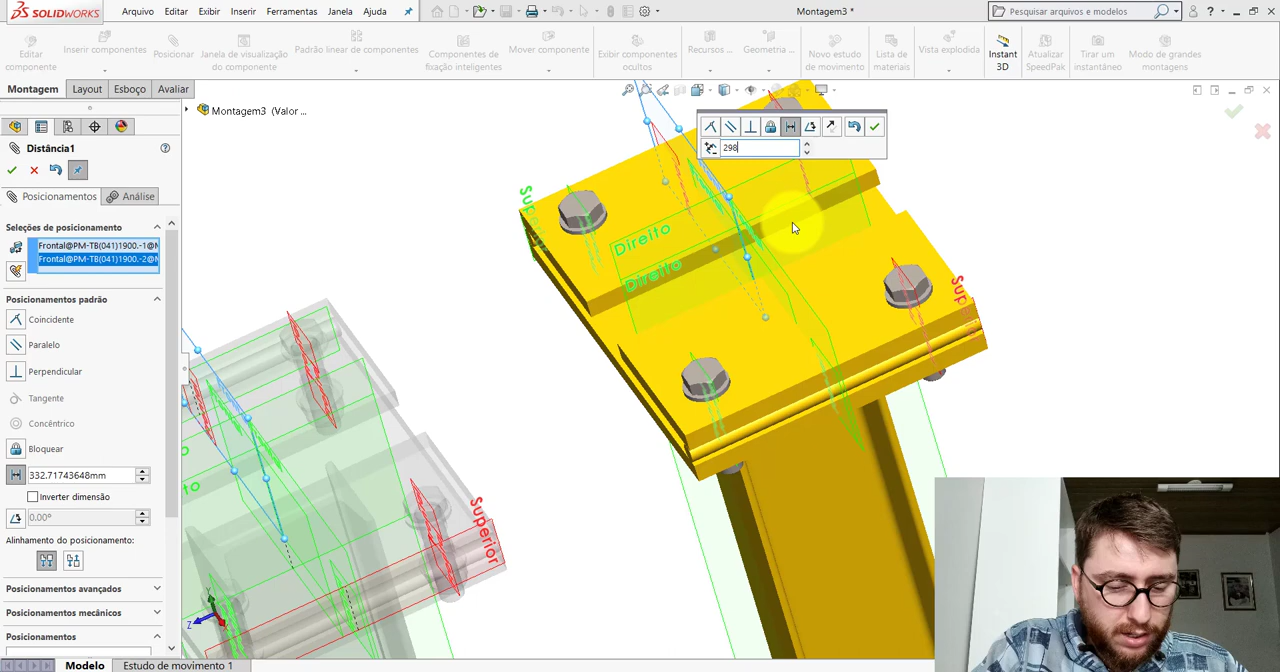 SOLIDWORKS
Arquivo Editar Exibir Inserir Ferramentas Janela Ajuda
Montagem3 *
Pesquisar arquivos e modelos
Editar componente
Inserir componentes
Posicionar
Janela de visualização do componente
Padrão linear de componentes
Componentes de fixação inteligentes
Mover componente
Exibir componentes ocultos
Recursos ...
Geometria ...
Novo estudo de movimento
Lista de materiais
Vista explodida
Instant 3D
Atualizar SpeedPak
Tirar um instantâneo
Modo de grandes montagens
Montagem Layout Esboço Avaliar
Montagem3 (Valor ...
Distância1
Posicionamentos Análise
Seleções de posicionamento
Frontal@PM-TB(041)1900.-1@M
Frontal@PM-TB(041)1900.-2@M
Posicionamentos padrão
Coincidente
Paralelo
Perpendicular
Tangente
Concêntrico
Bloquear
332.71743648mm
Inverter dimensão
0.00°
Alinhamento do posicionamento:
Posicionamentos avançados
Posicionamentos mecânicos
Posicionamentos
298
Superior
Direito
Direito
Superior
Superior
to
Z
Modelo Estudo de movimento 1